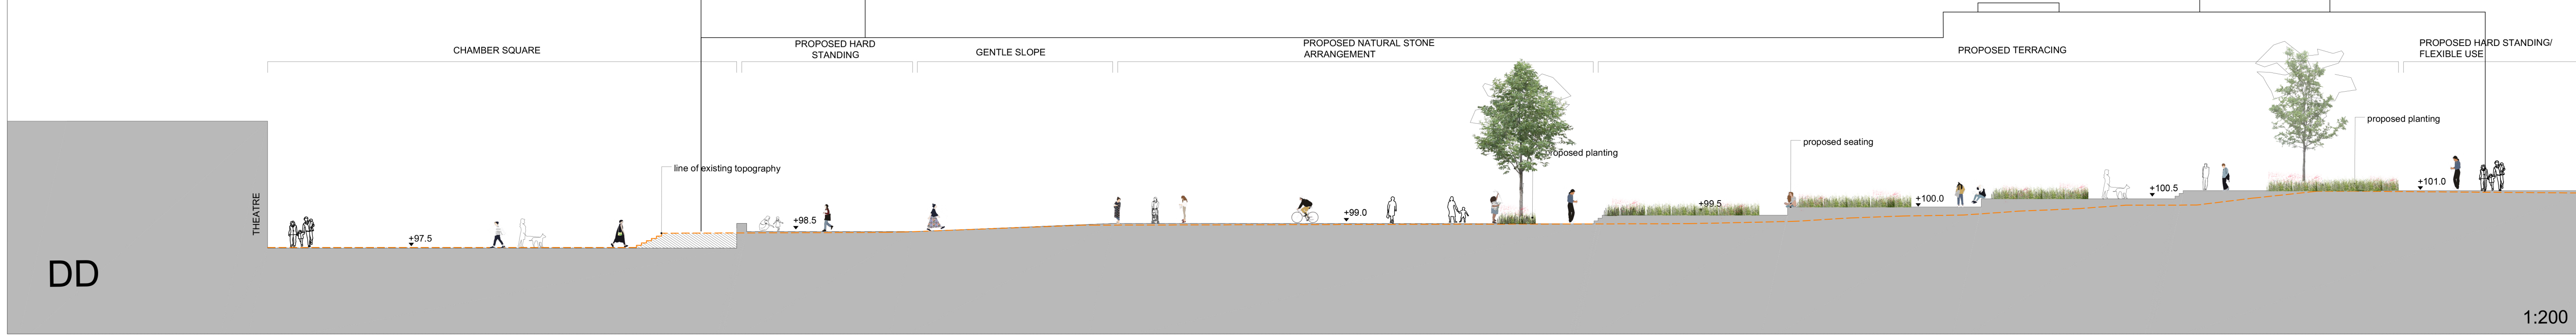 CHAMBER SQUARE
PROPOSED HARD
STANDING
GENTLE SLOPE
PROPOSED NATURAL STONE
ARRANGEMENT
PROPOSED TERRACING
PROPOSED HARD STANDING/
FLEXIBLE USE
THEATRE
line of existing topography
proposed planting
proposed seating
proposed planting
+97.5
+98.5
+99.0
+99.5
+100.0
+100.5
+101.0
DD
1:200